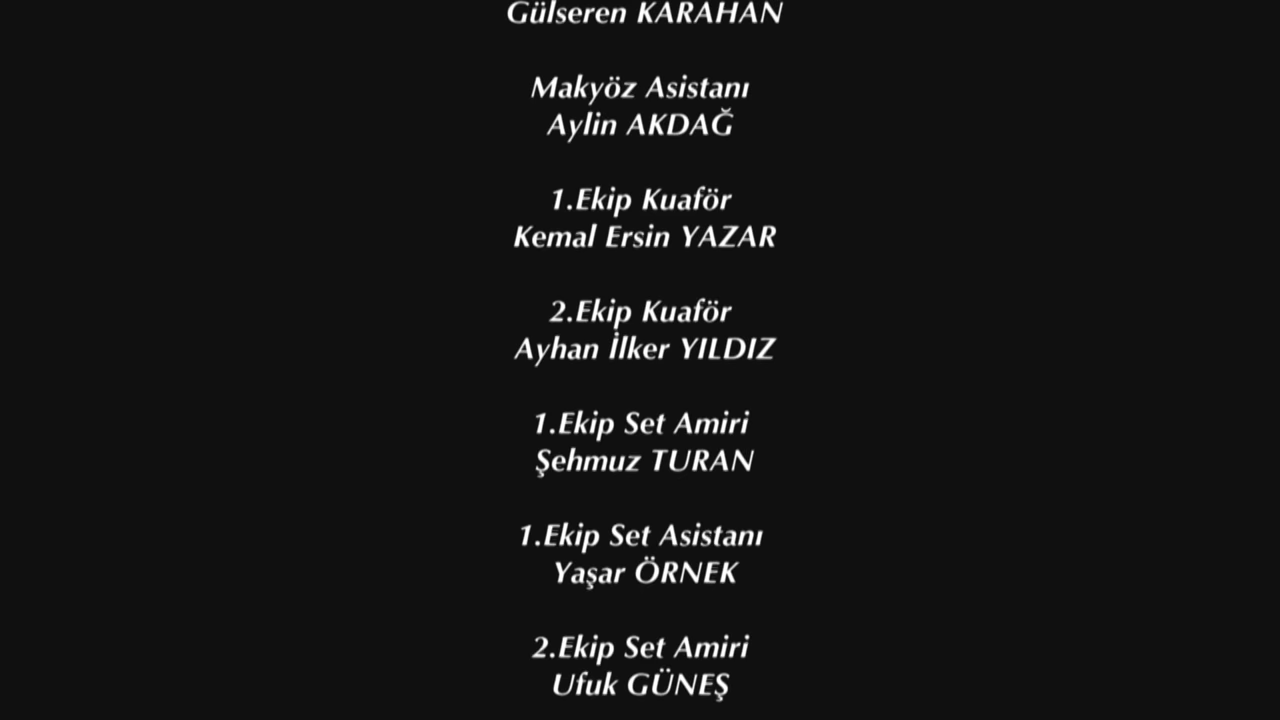 Gülseren KARAHAN
Makyöz Asistanı
Aylin AKDAĞ
1.Ekip Kuaför
Kemal Ersin YAZAR
2.Ekip Kuaför
Ayhan İlker YILDIZ
1.Ekip Set Amiri
Şehmuz TURAN
1.Ekip Set Asistanı
Yaşar ÖRNEK
2.Ekip Set Amiri
Ufuk GÜNEŞ